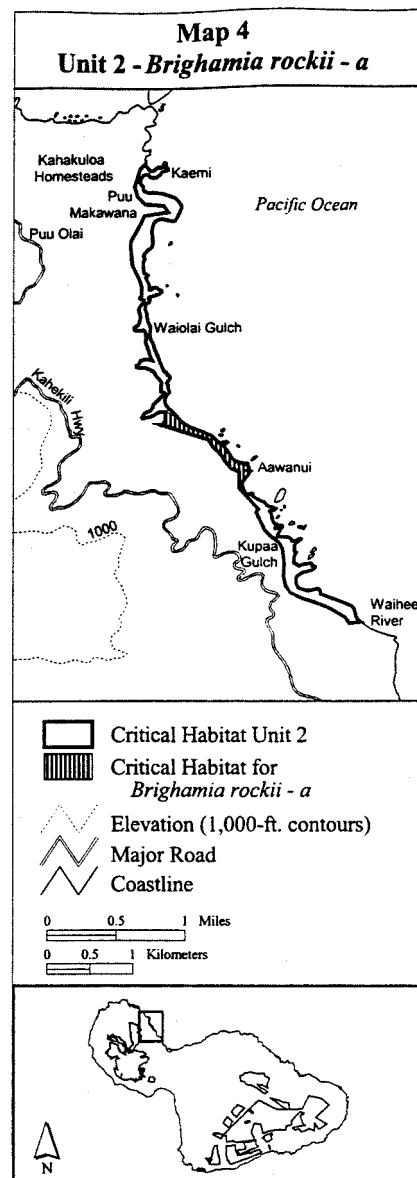 Map 4
Unit 2 - Brighamia rockii - a
Kahakuloa
Homesteads
Kaemi
Puu
Makawana
Pacific Ocean
Puu Olai
Waiolai Gulch
Kahekili Hwy
Aawanui
1000
Kupaa
Gulch
Waihee
River
Critical Habitat Unit 2
Critical Habitat for
Brighamia rockii - a
Elevation (1,000-ft. contours)
Major Road
Coastline
0 0.5 1 Miles
0 0.5 1 Kilometers
N